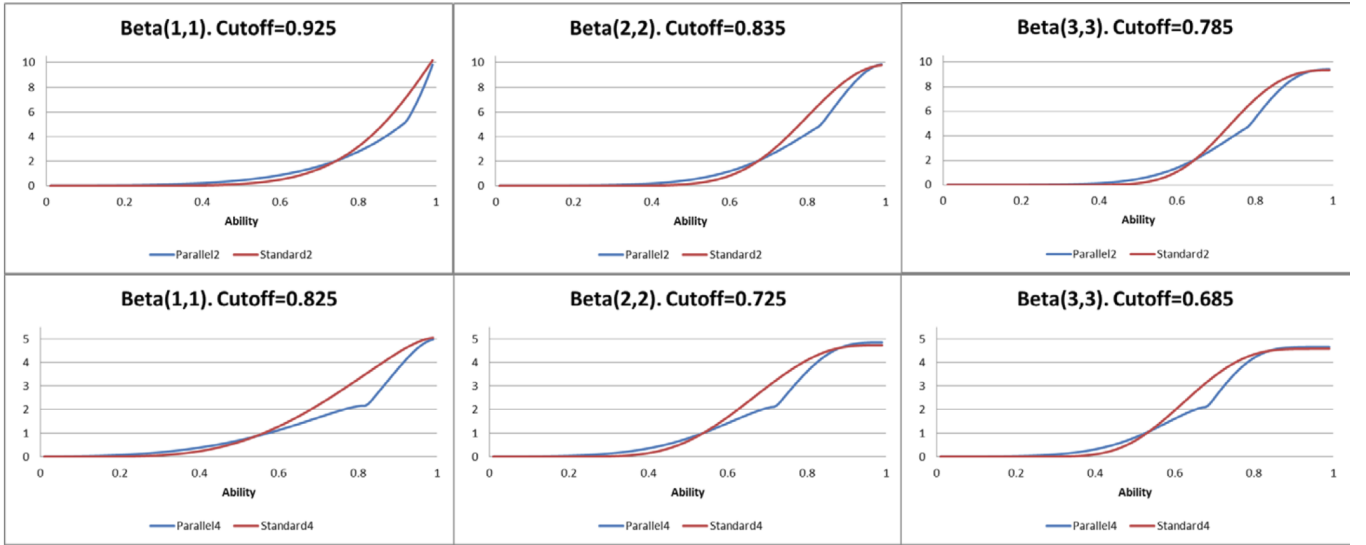 Beta(1,1). Cutoff=0.925
10
8
6
4
2
0
0 0.2 0.4 0.6 0.8 1
Ability
Parallel2 Standard2
Beta(2,2). Cutoff=0.835
10
8
6
4
2
0
0 0.2 0.4 0.6 0.8 1
Ability
Parallel2 Standard2
Beta(3,3). Cutoff=0.785
10
8
6
4
2
0
0 0.2 0.4 0.6 0.8 1
Ability
Parallel2 Standard2
Beta(1,1). Cutoff=0.825
5
4
3
2
1
0
0 0.2 0.4 0.6 0.8 1
Ability
Parallel4 Standard4
Beta(2,2). Cutoff=0.725
5
4
3
2
1
0
0 0.2 0.4 0.6 0.8 1
Ability
Parallel4 Standard4
Beta(3,3). Cutoff=0.685
5
4
3
2
1
0
0 0.2 0.4 0.6 0.8 1
Ability
Parallel4 Standard4